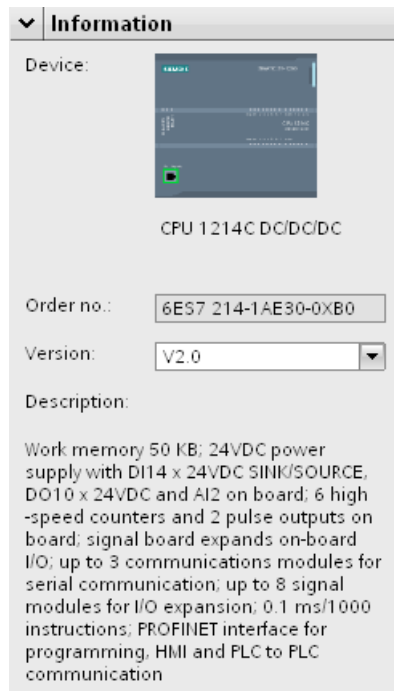 Information
Device:
SIEMENS
CPU 1214C DC/DC/DC
Order no.:
6ES7 214-1AE30-0XB0
Version:
V2.0
Description:
Work memory 50 KB; 24VDC power
supply with DI14 x 24VDC SINK/SOURCE,
DO10 x 24VDC and AI2 on board; 6 high
-speed counters and 2 pulse outputs on
board; signal board expands on-board
I/O; up to 3 communications modules for
serial communication; up to 8 signal
modules for I/O expansion; 0.1 ms/1000
instructions; PROFINET interface for
programming, HMI and PLC to PLC
communication